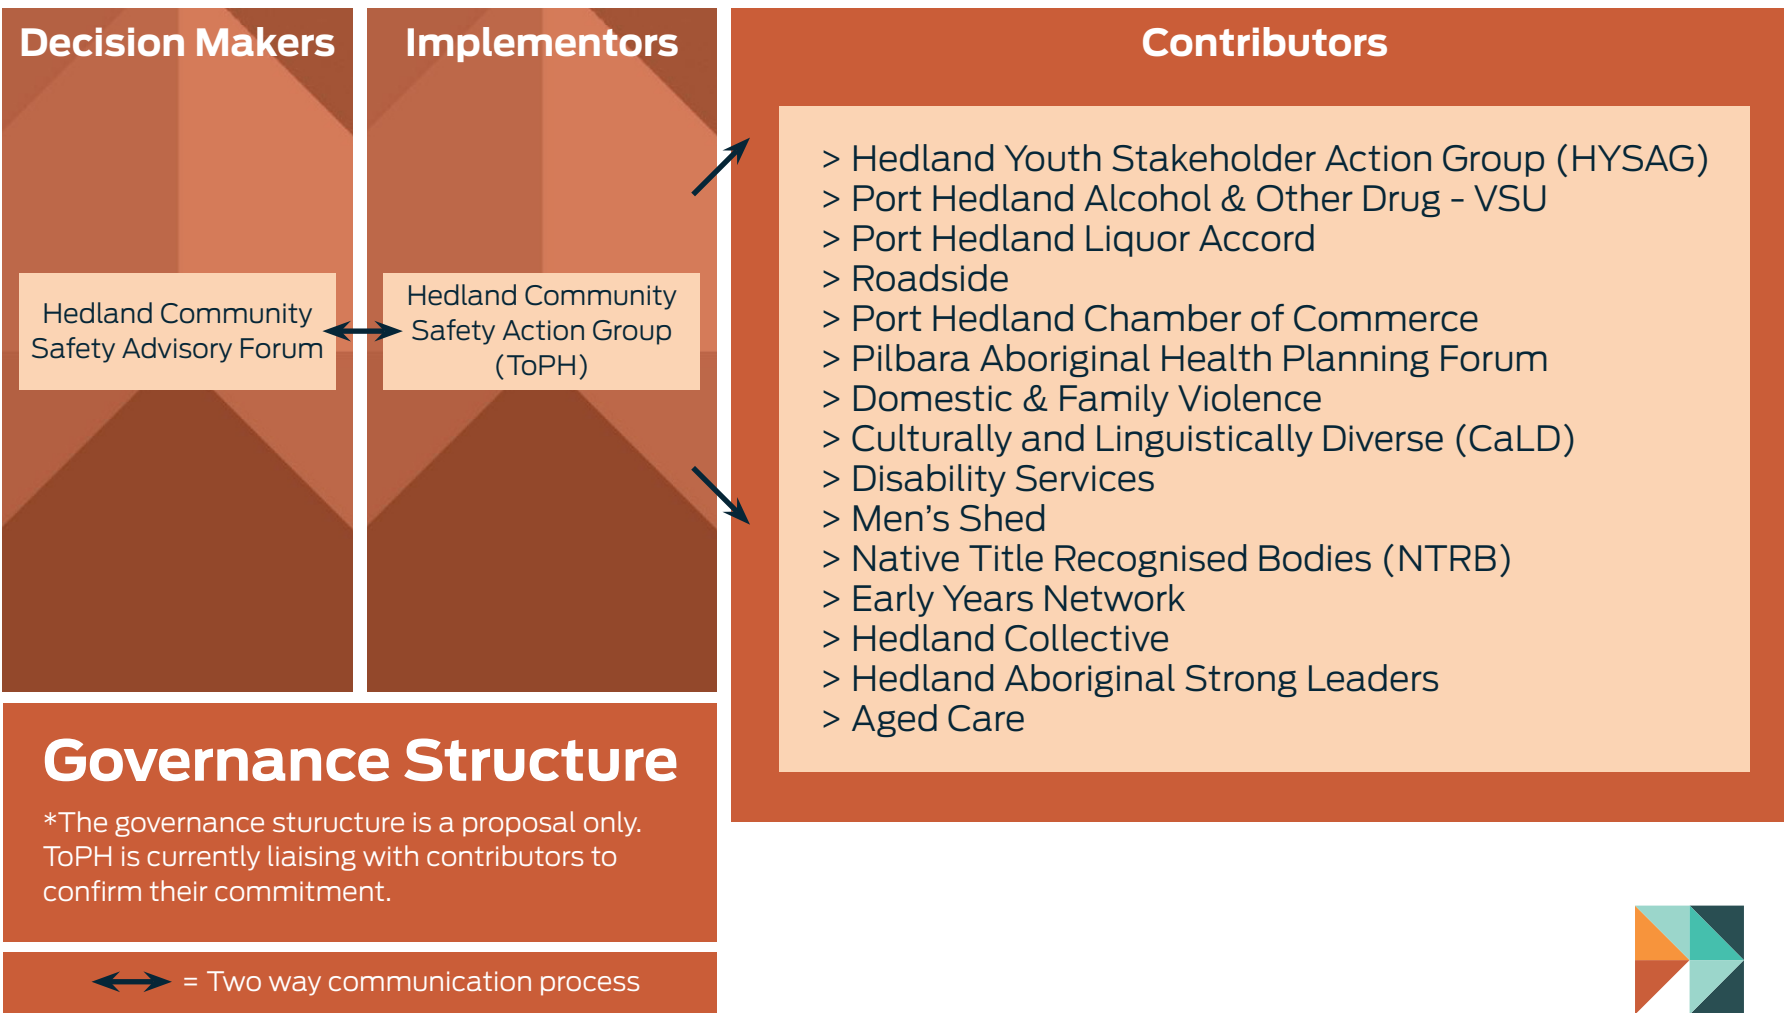 Decision Makers
Implementors
Contributors
Hedland Community
Safety Advisory Forum
Hedland Community
Safety Action Group
(ToPH)
> Hedland Youth Stakeholder Action Group (HYSAG)
> Port Hedland Alcohol & Other Drug - VSU
> Port Hedland Liquor Accord
> Roadside
> Port Hedland Chamber of Commerce
> Pilbara Aboriginal Health Planning Forum
> Domestic & Family Violence
> Culturally and Linguistically Diverse (CaLD)
> Disability Services
> Men’s Shed
> Native Title Recognised Bodies (NTRB)
> Early Years Network
> Hedland Collective
> Hedland Aboriginal Strong Leaders
> Aged Care
Governance Structure
*The governance sturucture is a proposal only.
ToPH is currently liaising with contributors to
confirm their commitment.
= Two way communication process